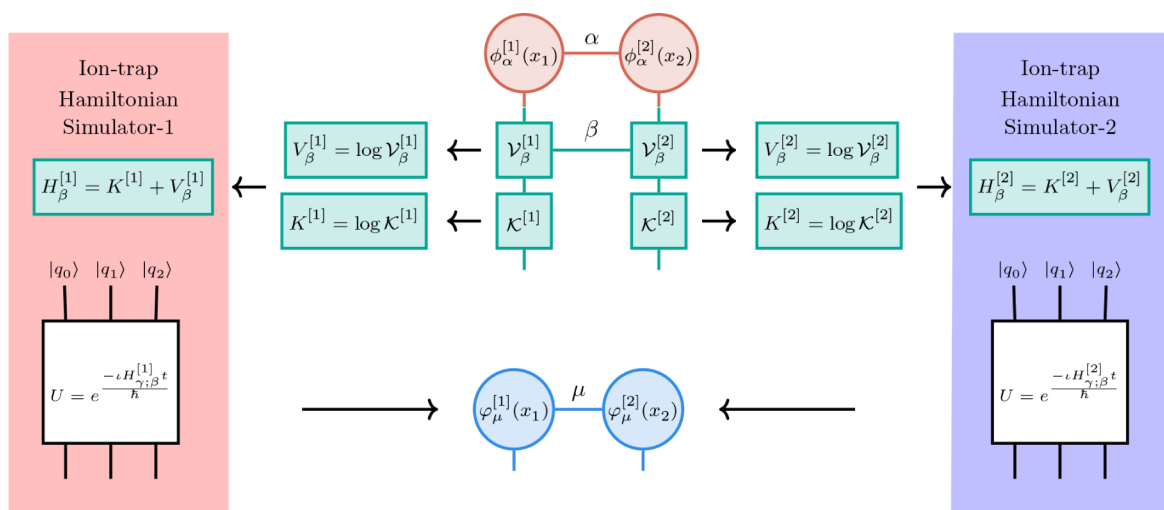 Ion-trap
Hamiltonian
Simulator-1
H_β^{[1]} = K^{[1]} + V_β^{[1]}
|q_0⟩ |q_1⟩ |q_2⟩
U = e^{\frac{-ιH_{γ;β}^{[1]} t}{ħ}}
V_β^{[1]} = log 𝒱_β^{[1]}
K^{[1]} = log 𝒦^{[1]}
ϕ_α^{[1]}(x_1) α ϕ_α^{[2]}(x_2)
𝒱_β^{[1]} β 𝒱_β^{[2]}
𝒦^{[1]} 𝒦^{[2]}
φ_μ^{[1]}(x_1) μ φ_μ^{[2]}(x_2)
V_β^{[2]} = log 𝒱_β^{[2]}
K^{[2]} = log 𝒦^{[2]}
Ion-trap
Hamiltonian
Simulator-2
H_β^{[2]} = K^{[2]} + V_β^{[2]}
|q_0⟩ |q_1⟩ |q_2⟩
U = e^{\frac{-ιH_{γ;β}^{[2]} t}{ħ}}